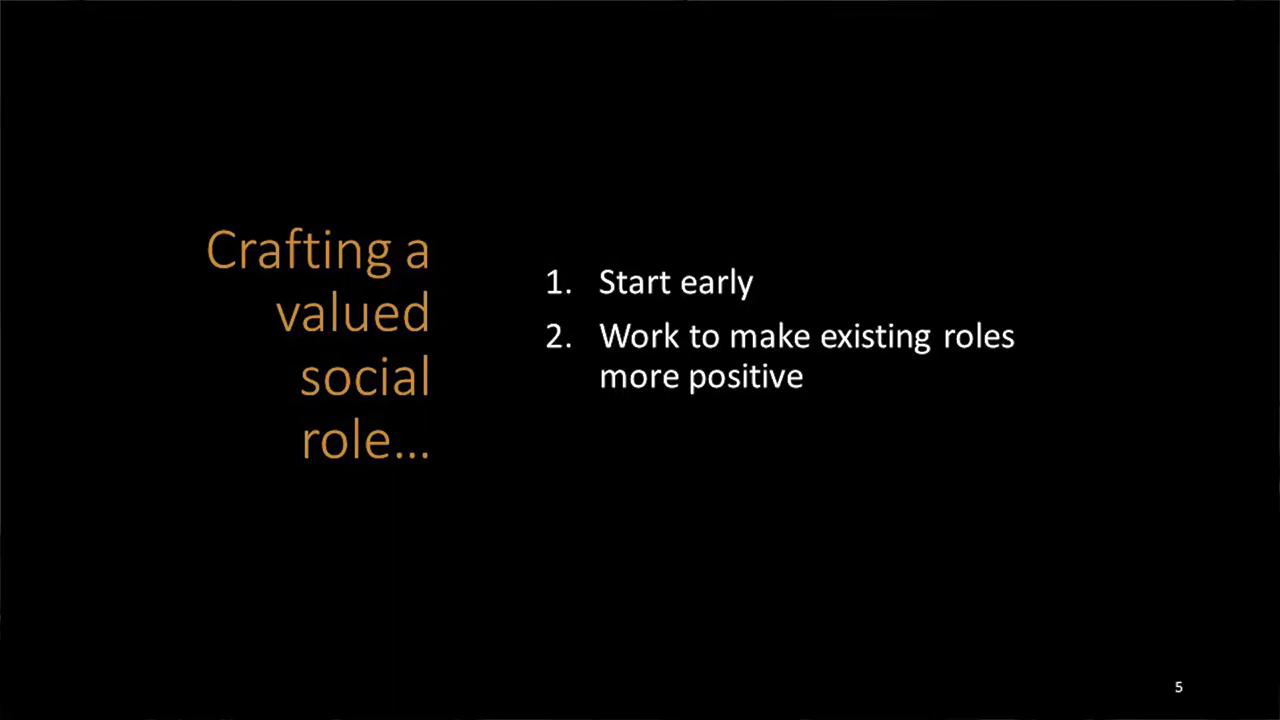 Crafting a
valued
social
role...
1. Start early
2. Work to make existing roles
more positive
5